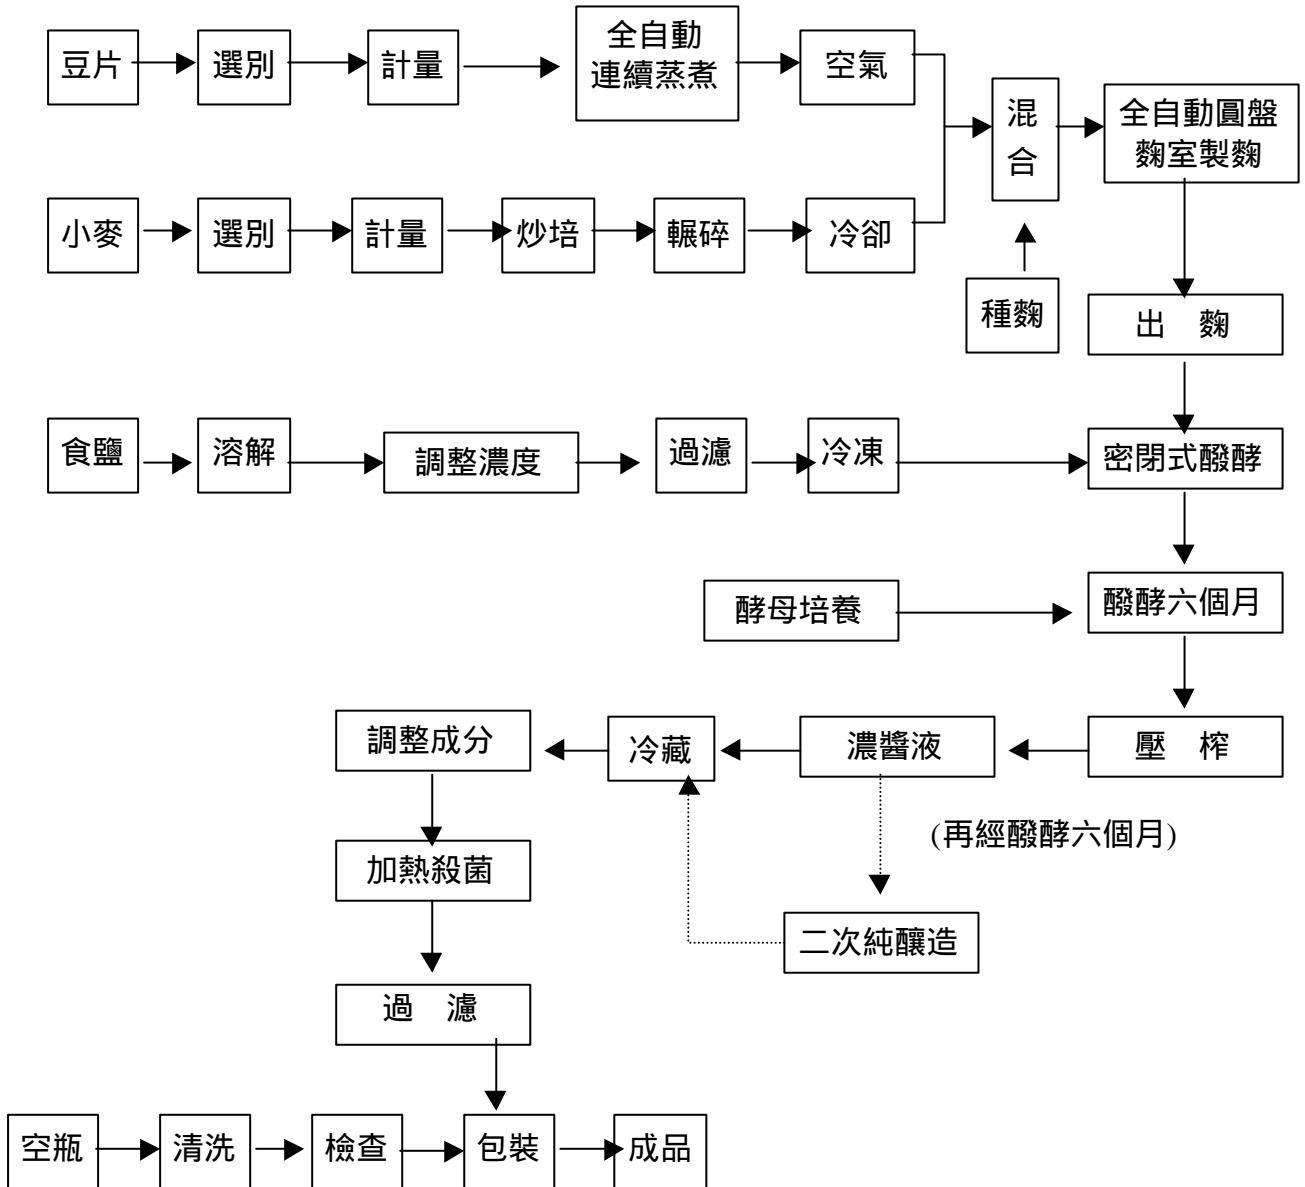 豆片
選別
計量
全自動
連續蒸煮
空氣
混
合
全自動圓盤
麴室製麴
小麥
選別
計量
炒培
輾碎
冷卻
種麴
出 麴
食鹽
溶解
調整濃度
過濾
冷凍
密閉式醱酵
酵母培養
醱酵六個月
調整成分
冷藏
濃醬液
壓 榨
(再經醱酵六個月)
加熱殺菌
二次純釀造
過 濾
空瓶
清洗
檢查
包裝
成品